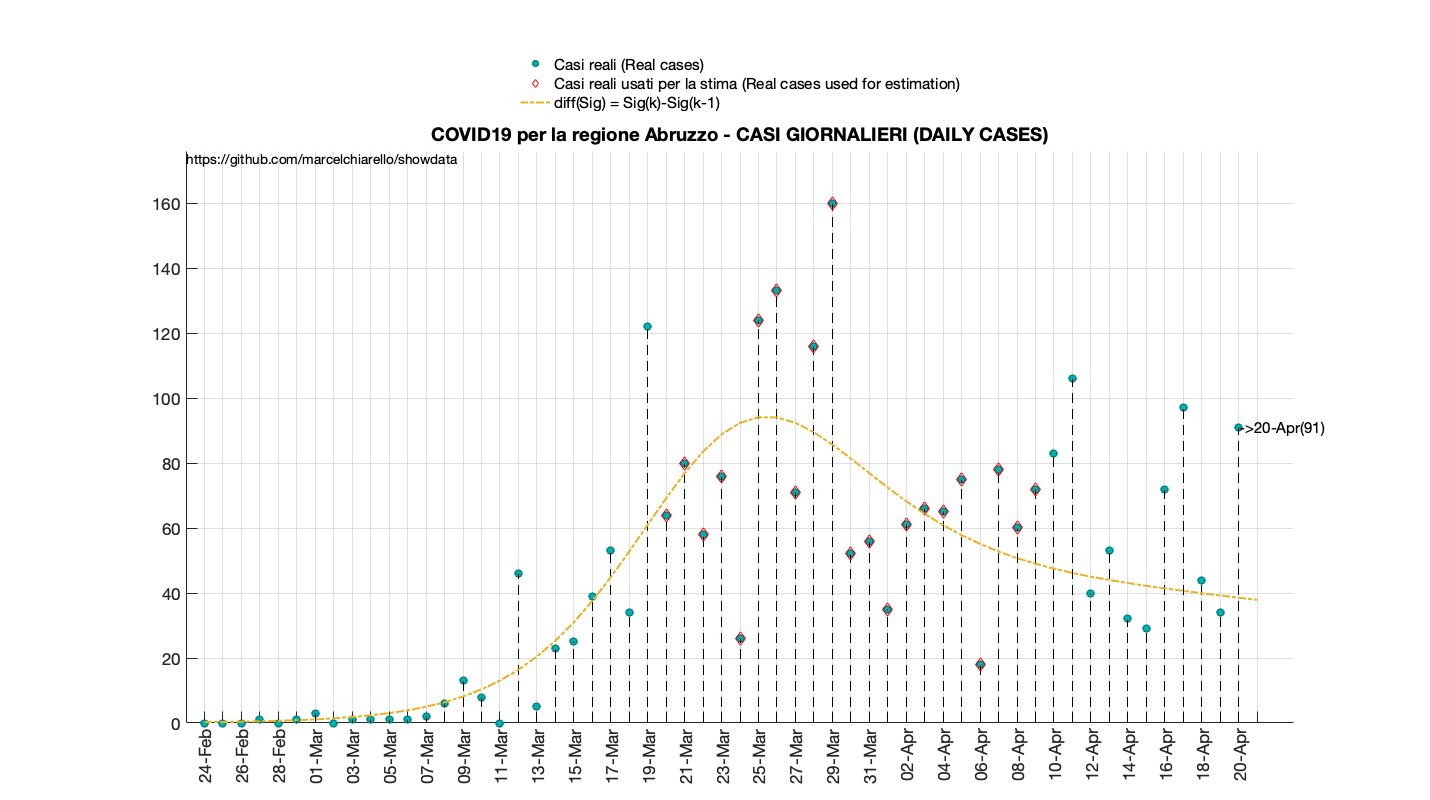 Casi reali (Real cases)
Casi reali usati per la stima (Real cases used for estimation)
diff(Sig) = Sig(k)-Sig(k-1)
COVID19 per la regione Abruzzo - CASI GIORNALIERI (DAILY CASES)
https://github.com/marcelchiarello/showdata
160
140
120
100
80
60
40
20
0
->20-Apr(91)
24-Feb
26-Feb
28-Feb
01-Mar
03-Mar
05-Mar
07-Mar
09-Mar
11-Mar
13-Mar
15-Mar
17-Mar
19-Mar
21-Mar
23-Mar
25-Mar
27-Mar
29-Mar
31-Mar
02-Apr
04-Apr
06-Apr
08-Apr
10-Apr
12-Apr
14-Apr
16-Apr
18-Apr
20-Apr